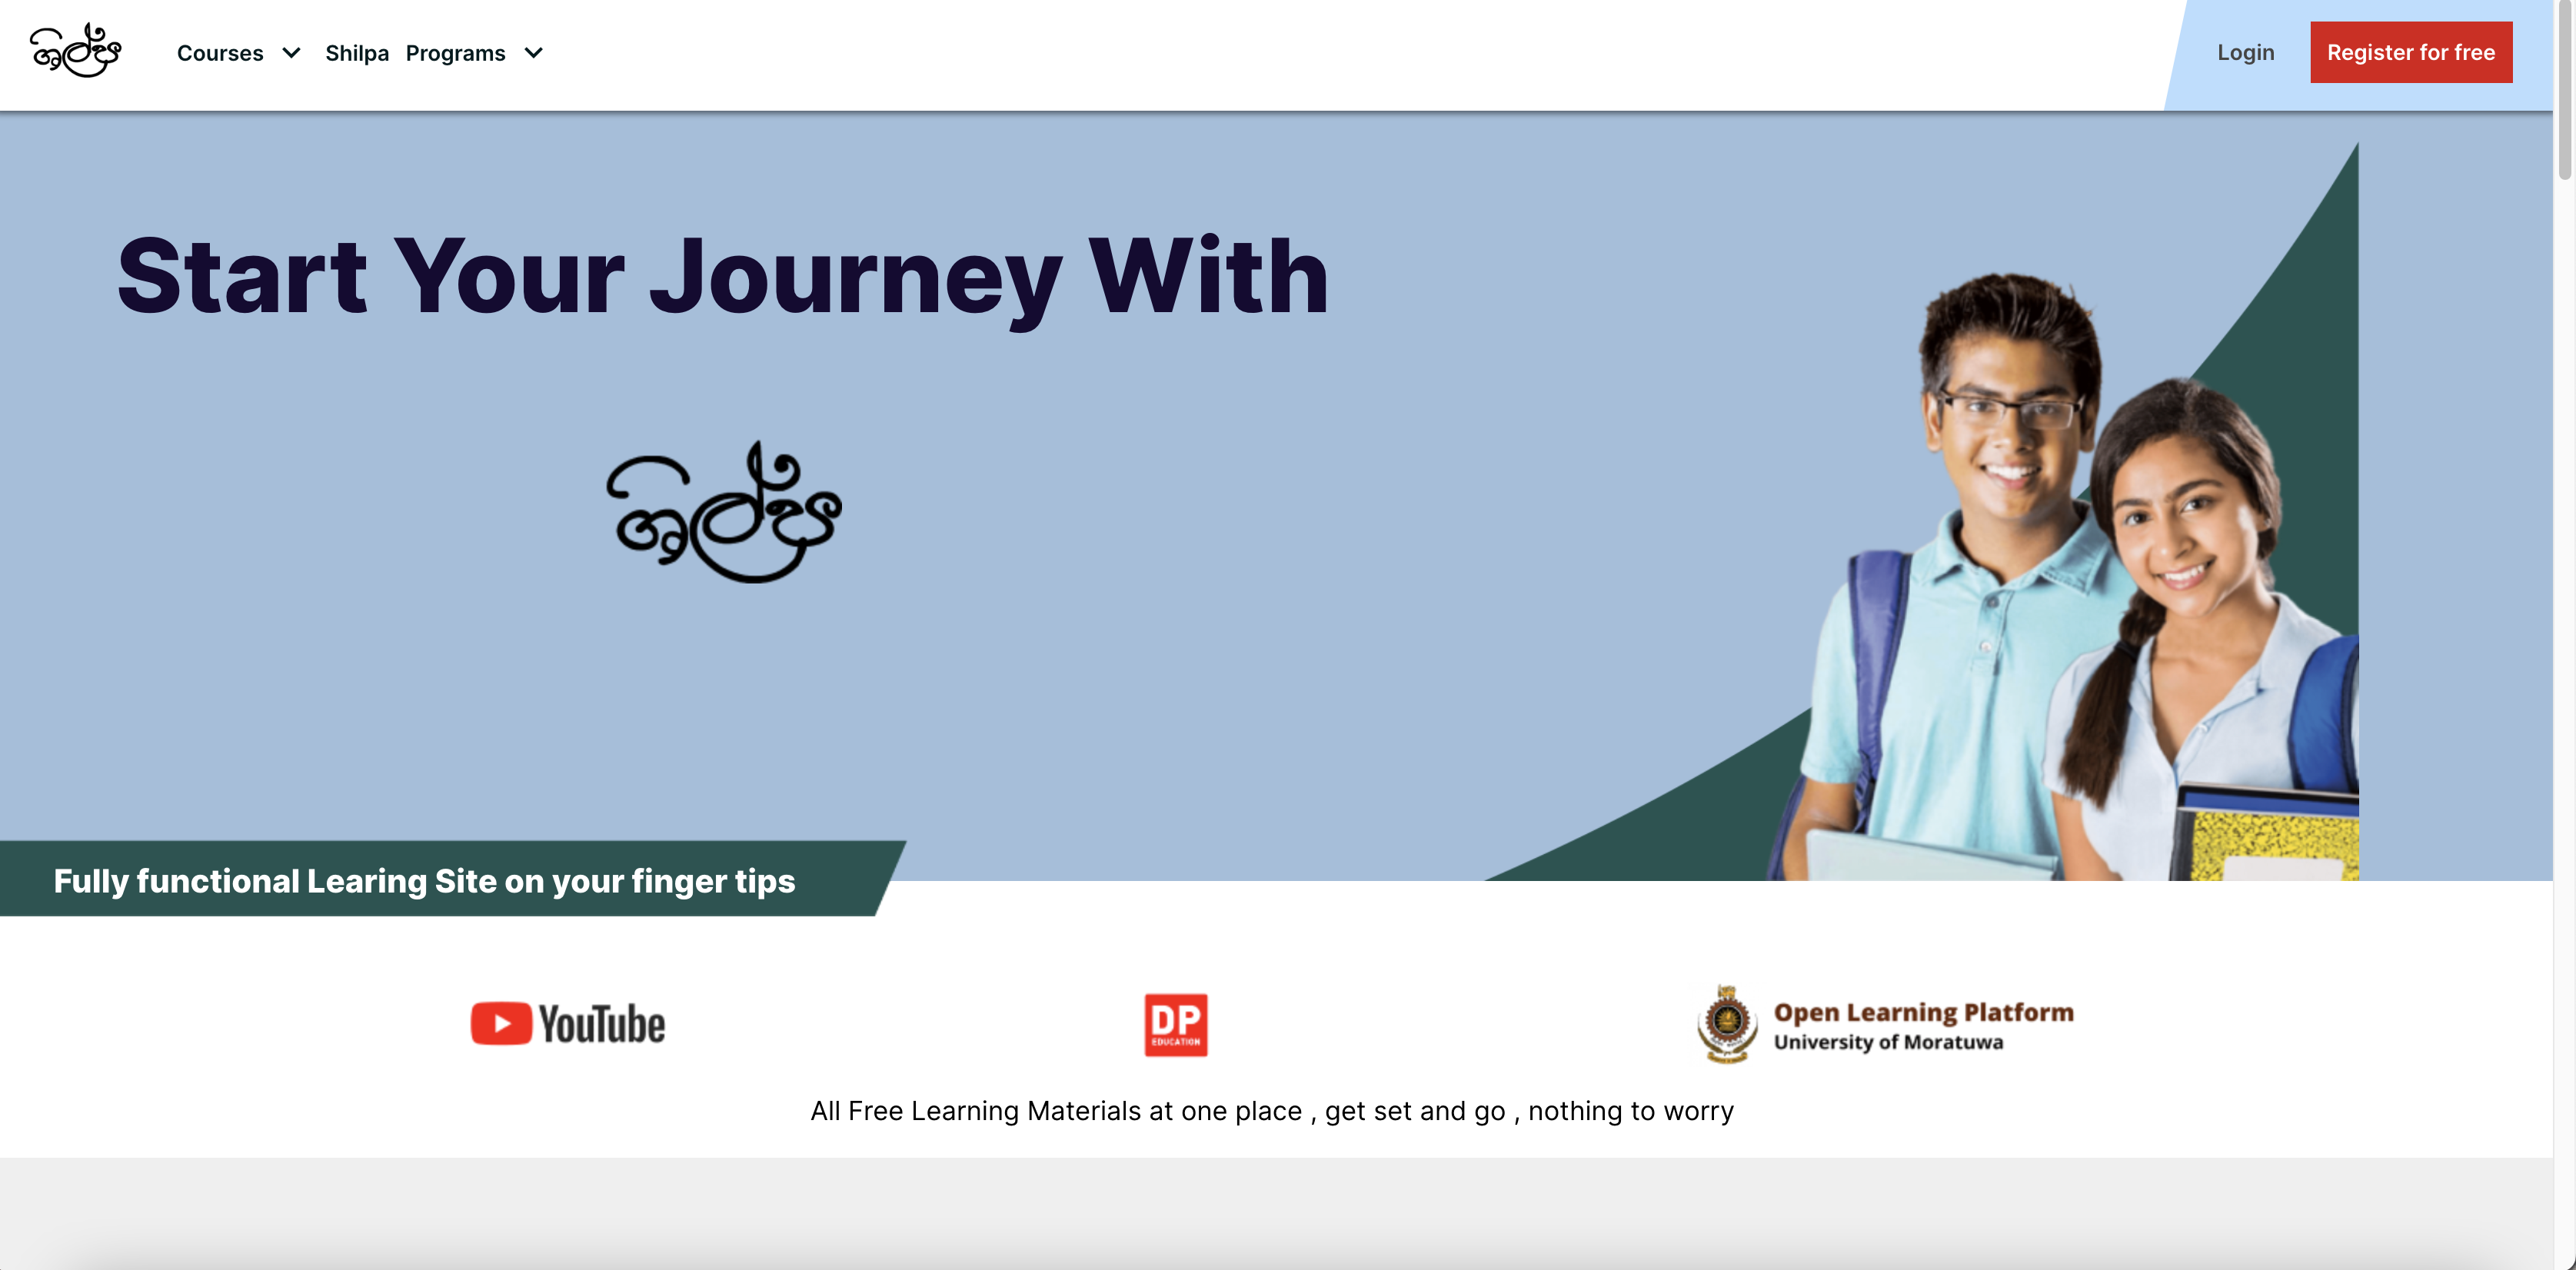 ශිල්ප
Courses
Shilpa Programs
Login
Register for free
Start Your Journey With
ශිල්ප
Fully functional Learing Site on your finger tips
YouTube
DP
EDUCATION
Open Learning Platform
University of Moratuwa
All Free Learning Materials at one place , get set and go , nothing to worry